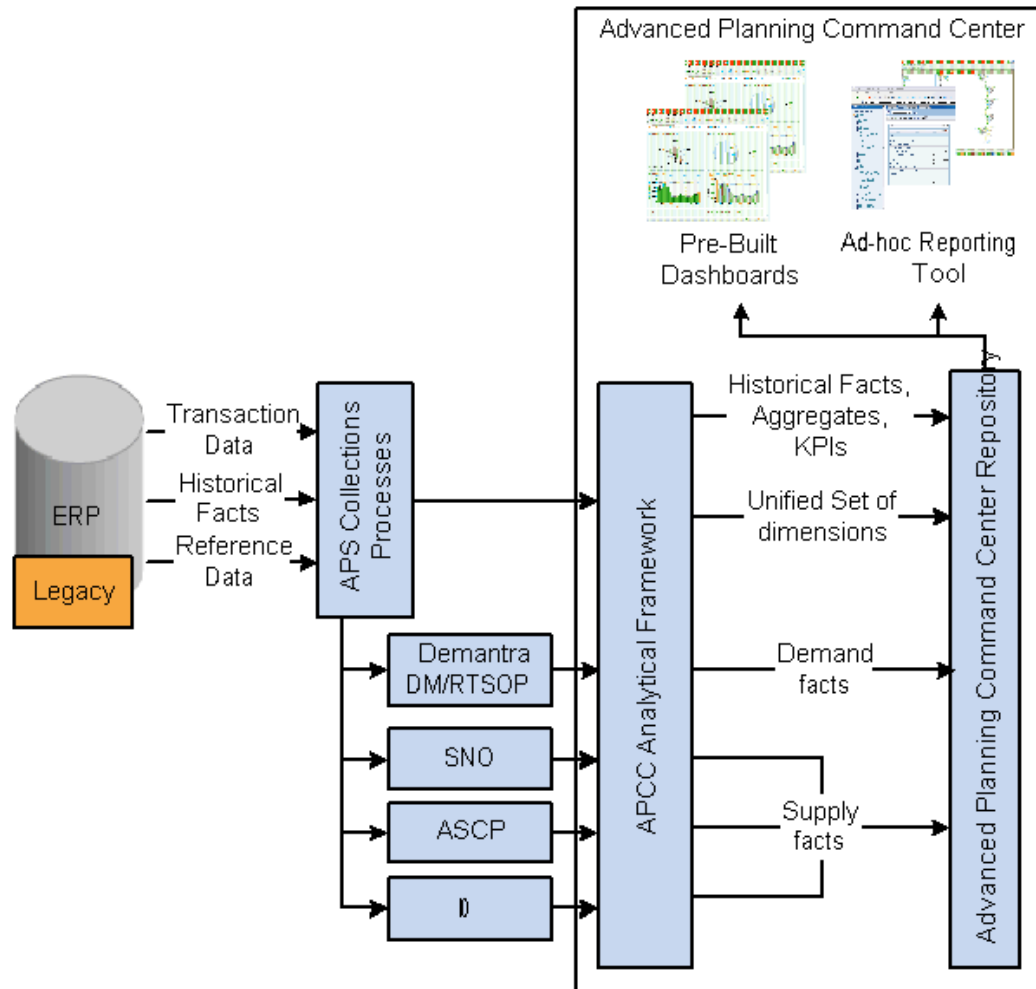 Advanced Planning Command Center
Pre-Built
Dashboards
Ad-hoc Reporting
Tool
ERP
Legacy
Transaction
Data
Historical
Facts
Reference
Data
APS Collections
Processes
Demantra
DM/RTSOP
SNO
ASCP
IO
APCC Analytical Framework
Historical Facts,
Aggregates,
KPIs
Unified Set of
dimensions
Demand
facts
Supply
facts
Advanced Planning Command Center Repository